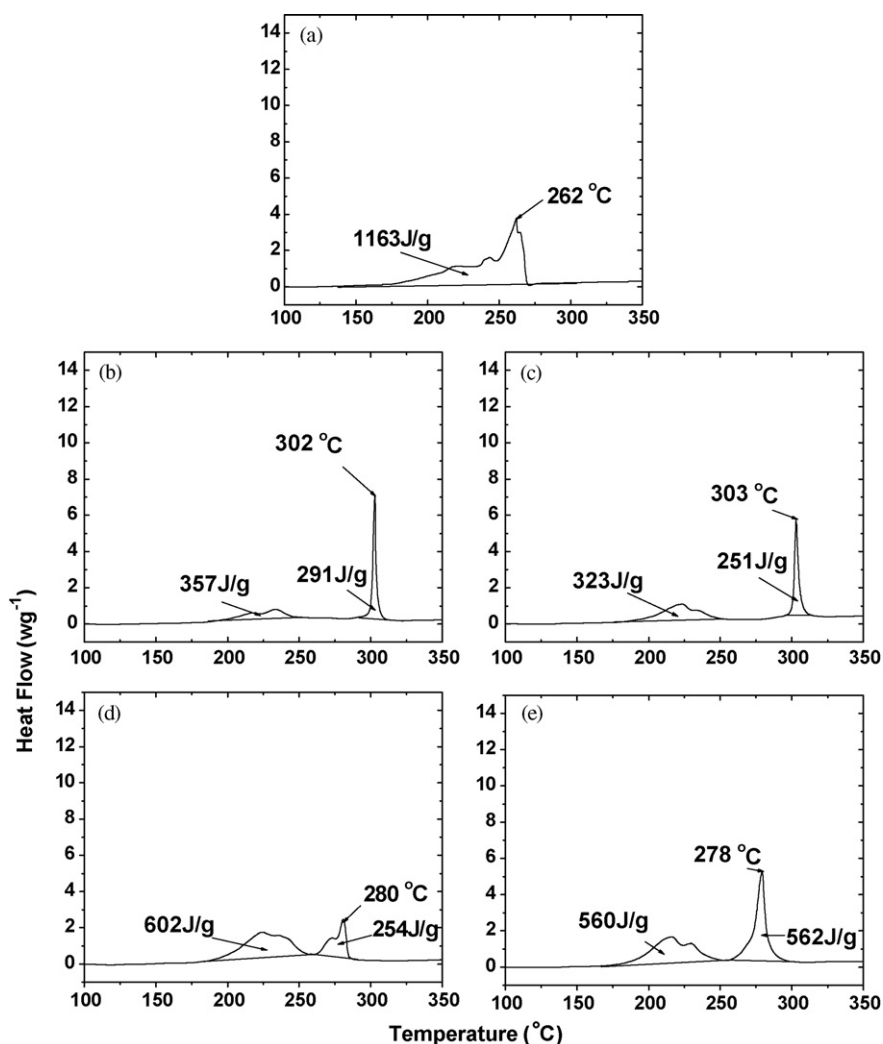 (a)
14
12
10
8
6
4
2
0
262 °C
1163J/g
100 150 200 250 300 350
(b)
14
12
10
8
6
4
2
0
302 °C
357J/g
291J/g
100 150 200 250 300 350
(c)
14
12
10
8
6
4
2
0
303 °C
323J/g
251J/g
100 150 200 250 300 350
(d)
14
12
10
8
6
4
2
0
280 °C
602J/g
254J/g
100 150 200 250 300 350
(e)
14
12
10
8
6
4
2
0
278 °C
560J/g
562J/g
100 150 200 250 300 350
Heat Flow (wg⁻¹)
Temperature (°C)